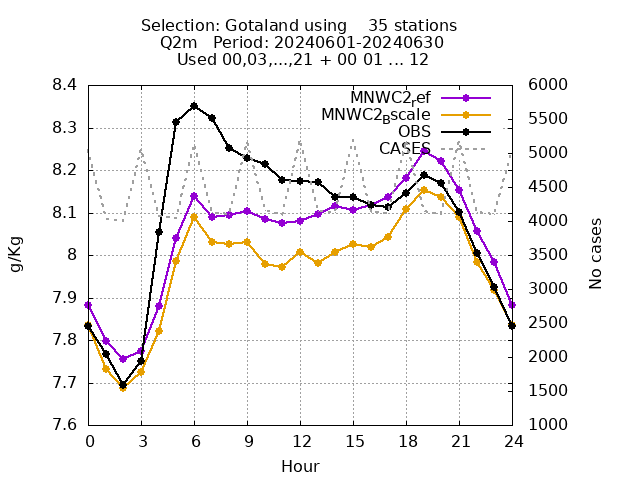 Selection: Gotaland using    35 stations
Q2m   Period: 20240601-20240630
Used 00,03,...,21 + 00 01 ... 12
8.4
8.3
8.2
8.1
8
7.9
7.8
7.7
7.6
g/Kg
MNWC2_ref
MNWC2_Bscale
OBS
CASES
6000
5500
5000
4500
4000
3500
3000
2500
2000
1500
1000
No cases
0 3 6 9 12 15 18 21 24
Hour